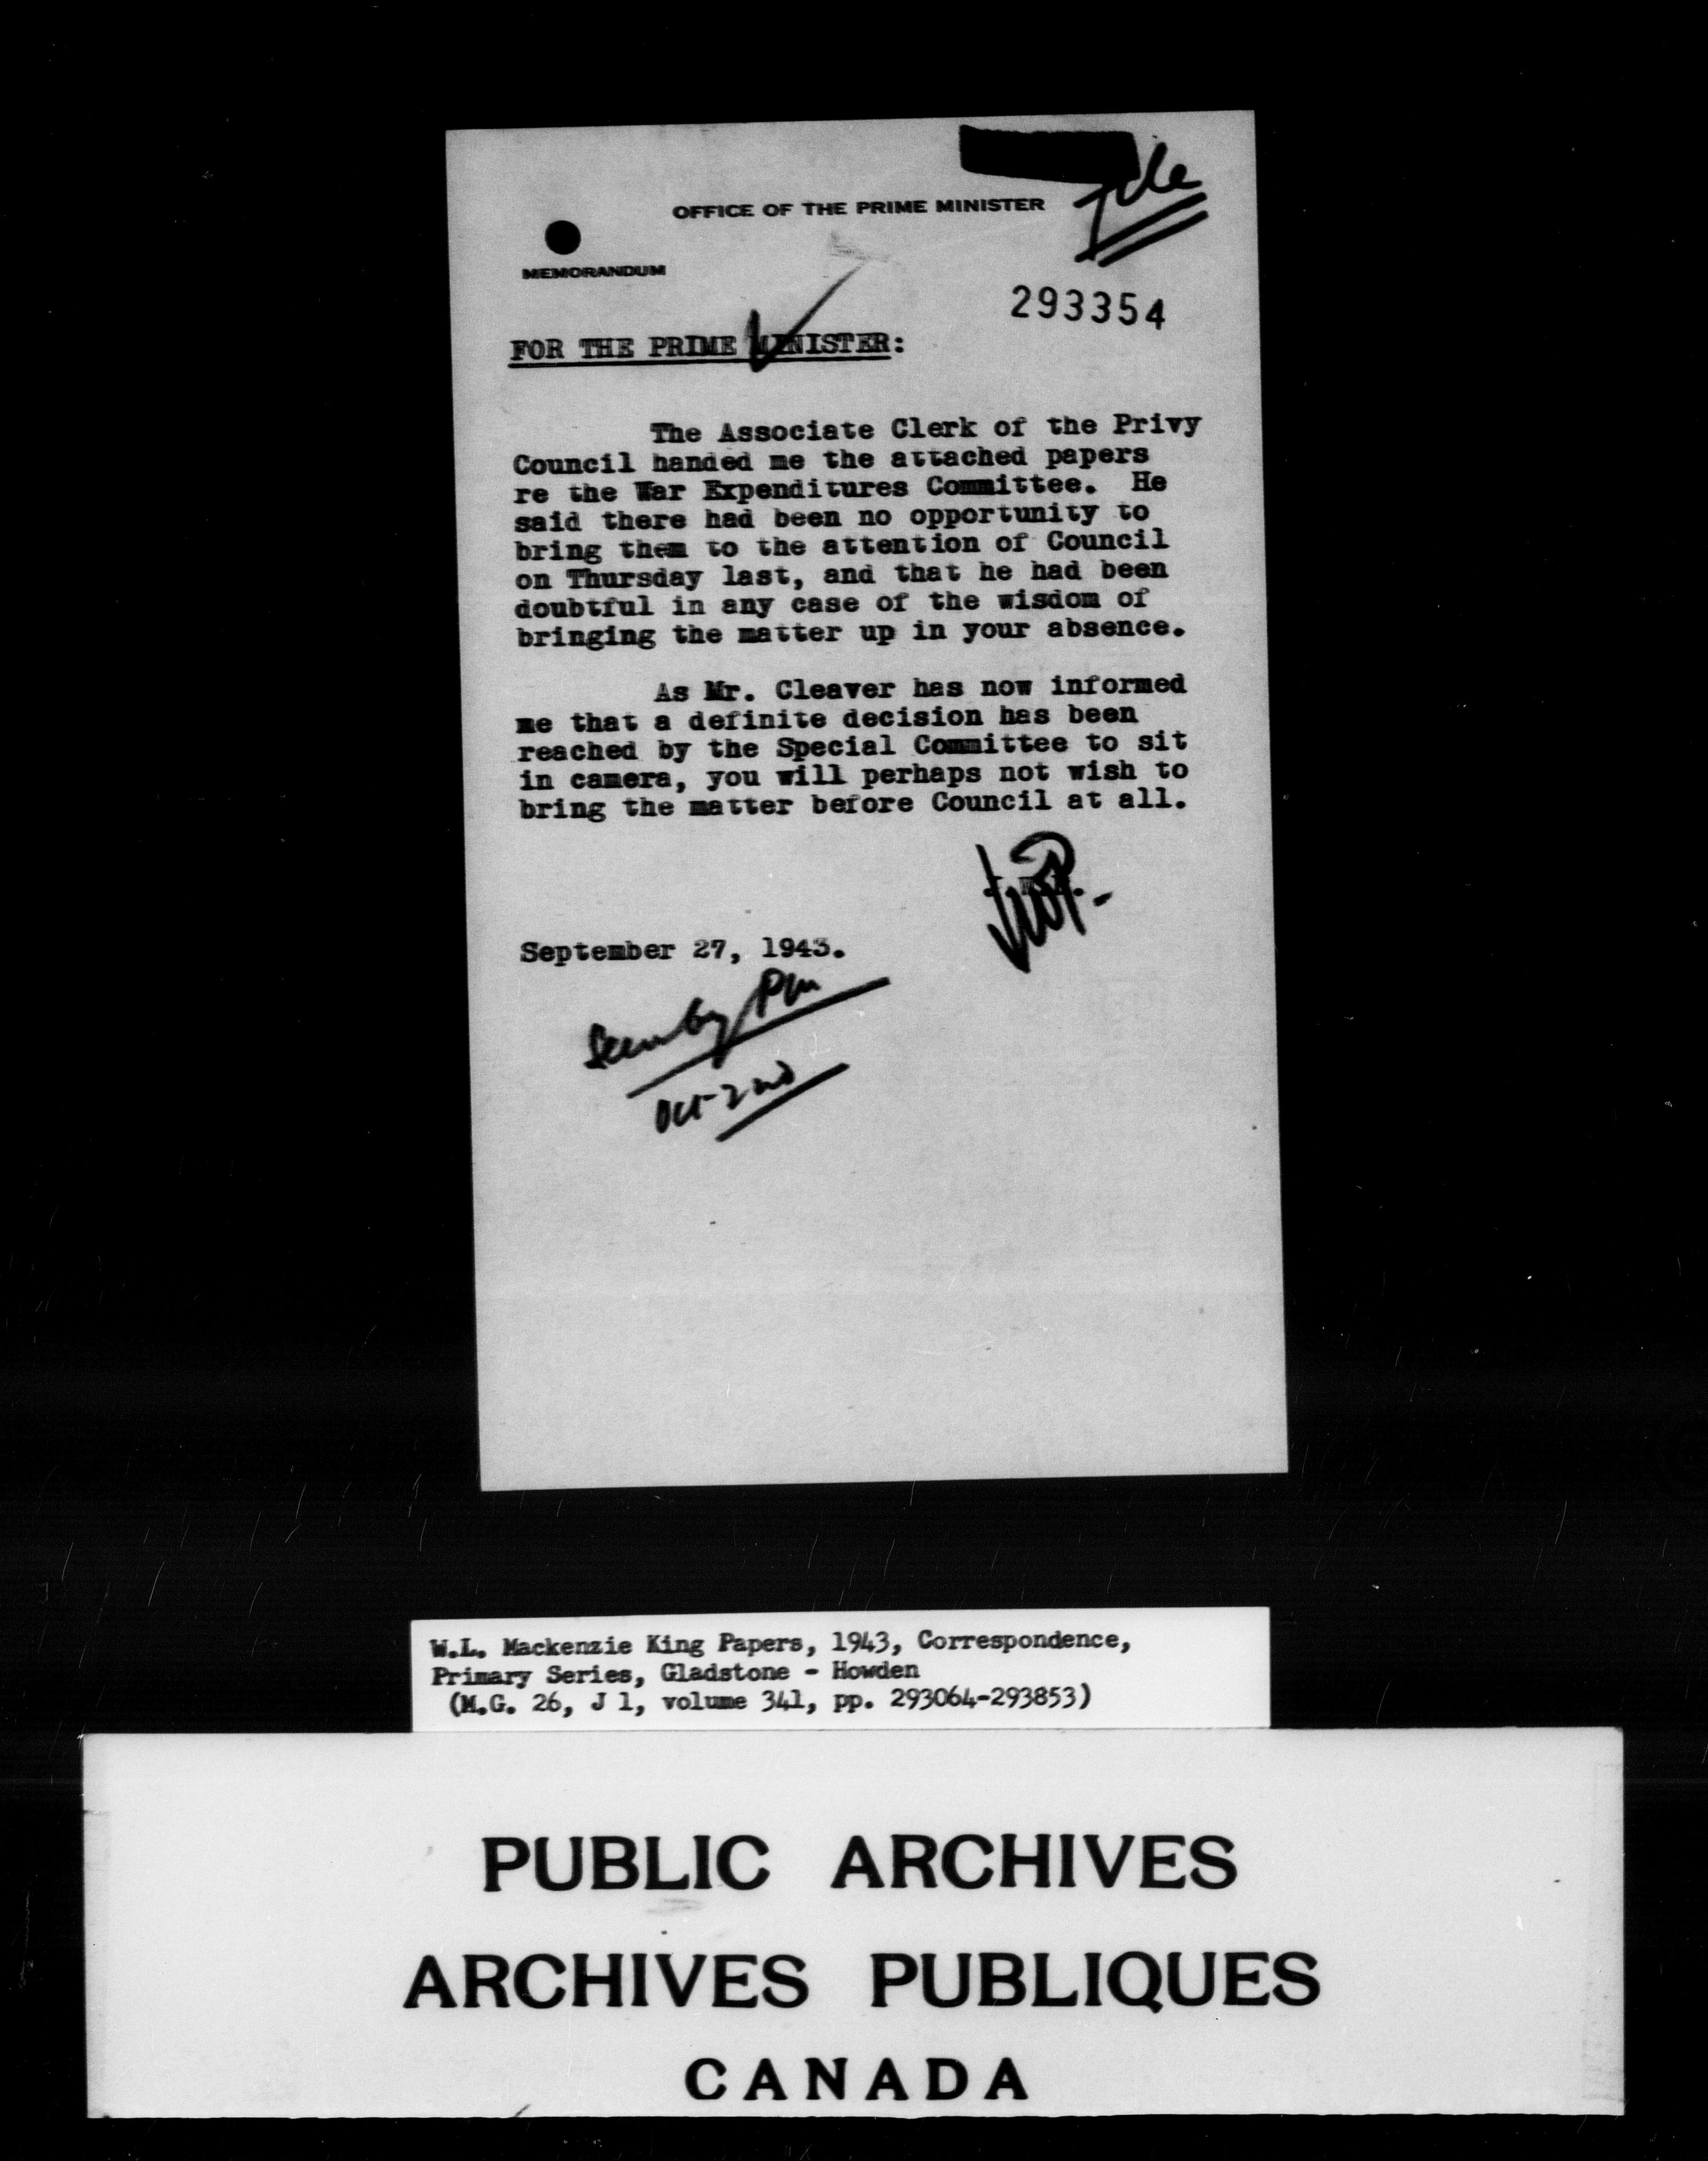 File
OFFICE OF THE PRIME MINISTER
MEMORANDUM
293354
FOR THE PRIME MINISTER:
The Associate Clerk of the Privy
Council handed me the attached papers
re the War Expenditures Committee. He
said there had been no opportunity to
bring them to the attention of Council
on Thursday last, and that he had been
doubtful in any case of the wisdom of
bringing the matter up in your absence.
As Mr. Cleaver has now informed
me that a definite decision has been
reached by the Special Committee to sit
in camera, you will perhaps not wish to
bring the matter before Council at all.
September 27, 1943.
Seen by PM
Oct 2nd
W.L. Mackenzie King Papers, 1943, Correspondence,
Primary Series, Gladstone - Howden
(M.G. 26, J 1, volume 341, pp. 293064-293853)
PUBLIC ARCHIVES
ARCHIVES PUBLIQUES
CANADA